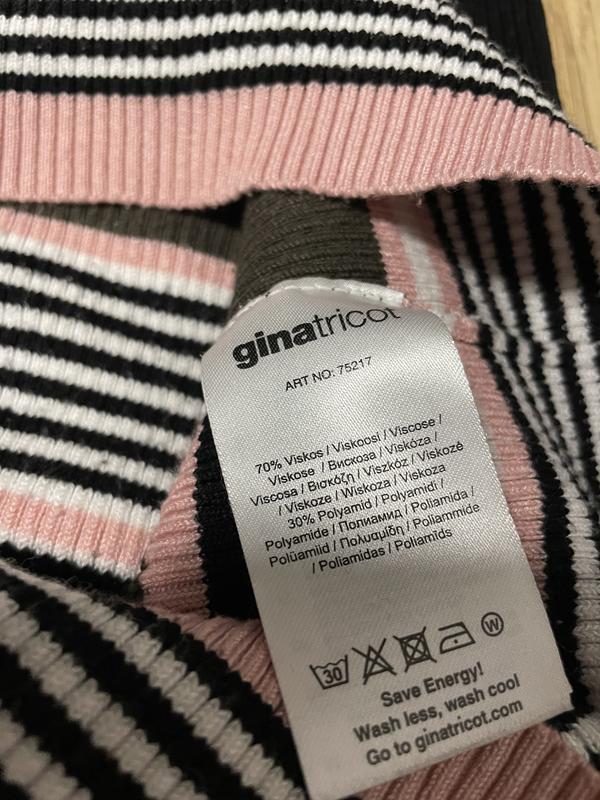 ginatricot
ART NO: 75217
70% Viskos / Viskoosi / Viscose /
Viskose / Вискоза / Viskóza /
Viscosa / Βισκόζη / Viszkóz / Viskozė
/ Viskoze / Wiskoza / Viskoza
30% Polyamid / Polyamidi /
Polyamide / Полиамид / Poliamida /
Polüamiid / Πολυαμίδη / Poliammide
/ Poliamidas / Poliamīds
30
W
Save Energy!
Wash less, wash cool
Go to ginatricot.com